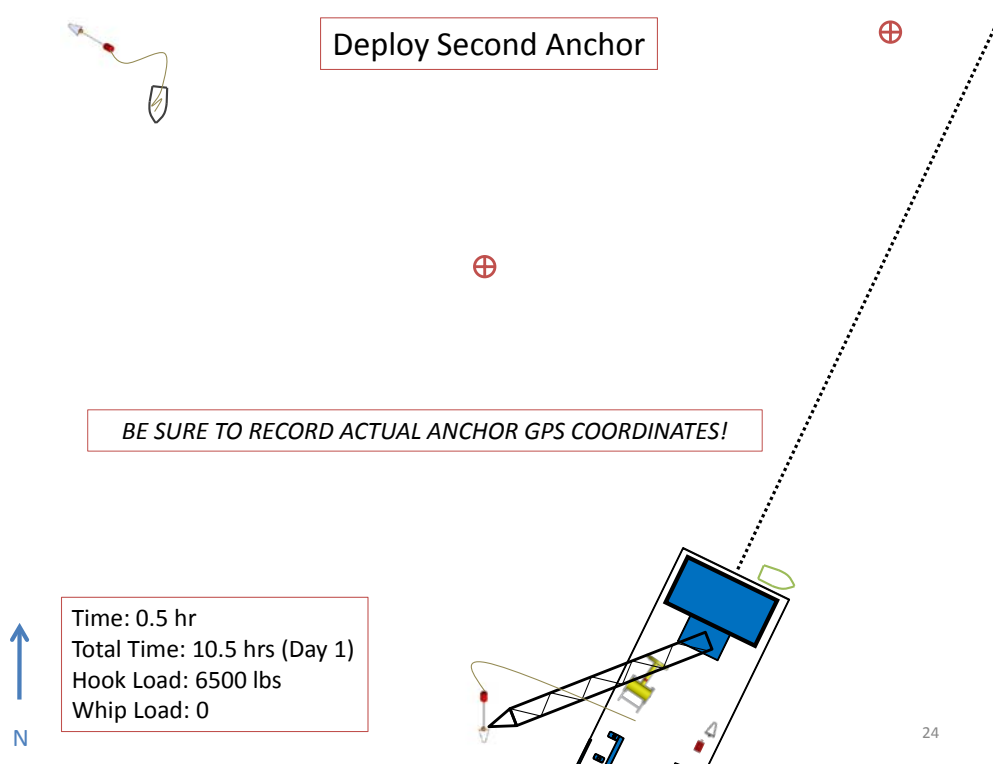 Deploy Second Anchor
BE SURE TO RECORD ACTUAL ANCHOR GPS COORDINATES!
Time: 0.5 hr
Total Time: 10.5 hrs (Day 1)
Hook Load: 6500 lbs
Whip Load: 0
N
24